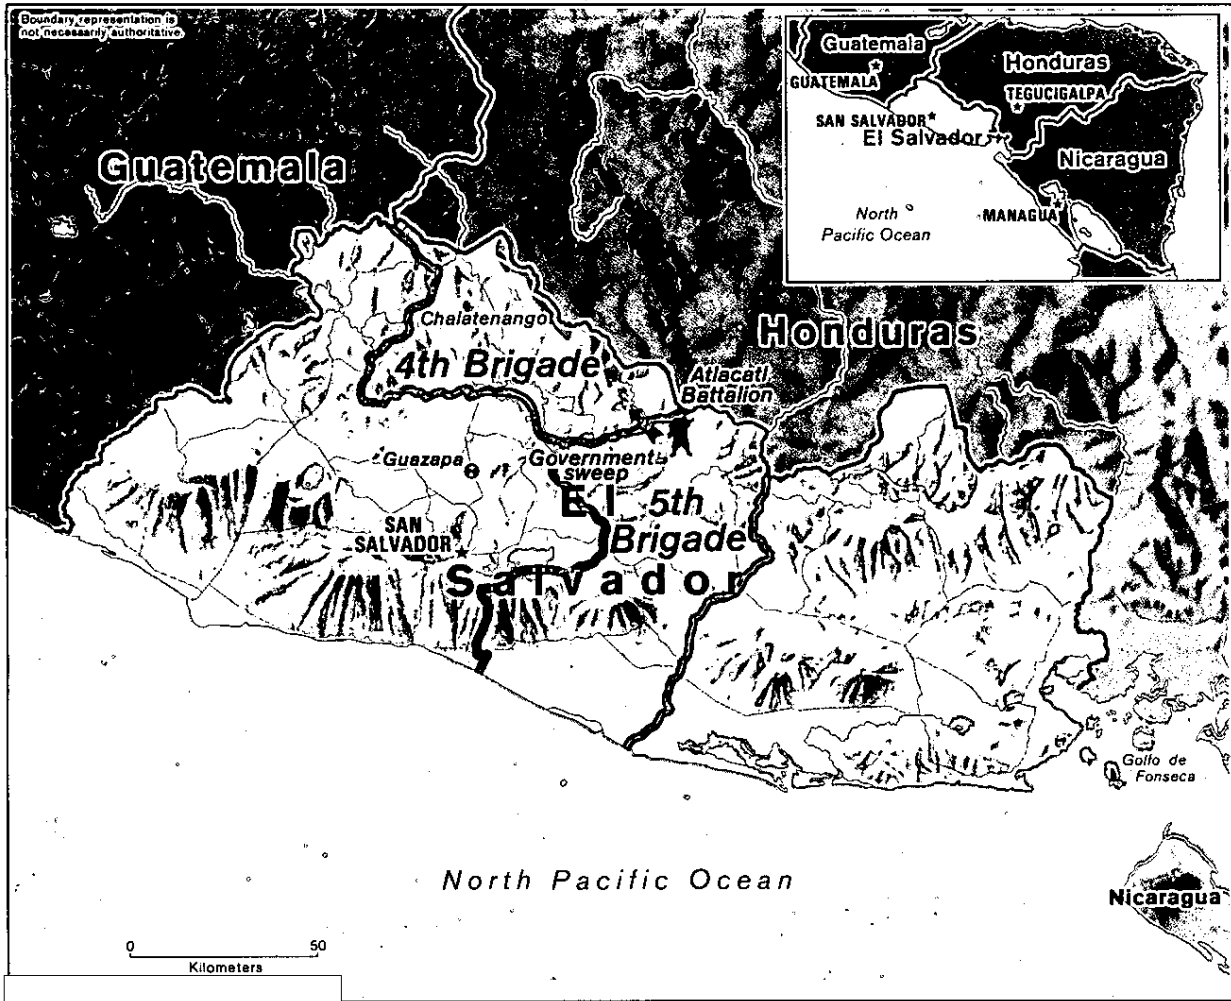 Boundary representation is
not necessarily authoritative.
Guatemala
GUATEMALA
Honduras
TEGUCIGALPA
SAN SALVADOR
El Salvador
Nicaragua
MANAGUA
North
Pacific Ocean
Guatemala
Honduras
Chalatenango
4th Brigade
Atlacatl
Battalion
Guazapa
Government
sweep
El
5th
Brigade
SAN
SALVADOR
Salvador
Golfo de
Fonseca
North Pacific Ocean
Nicaragua
0 50
Kilometers